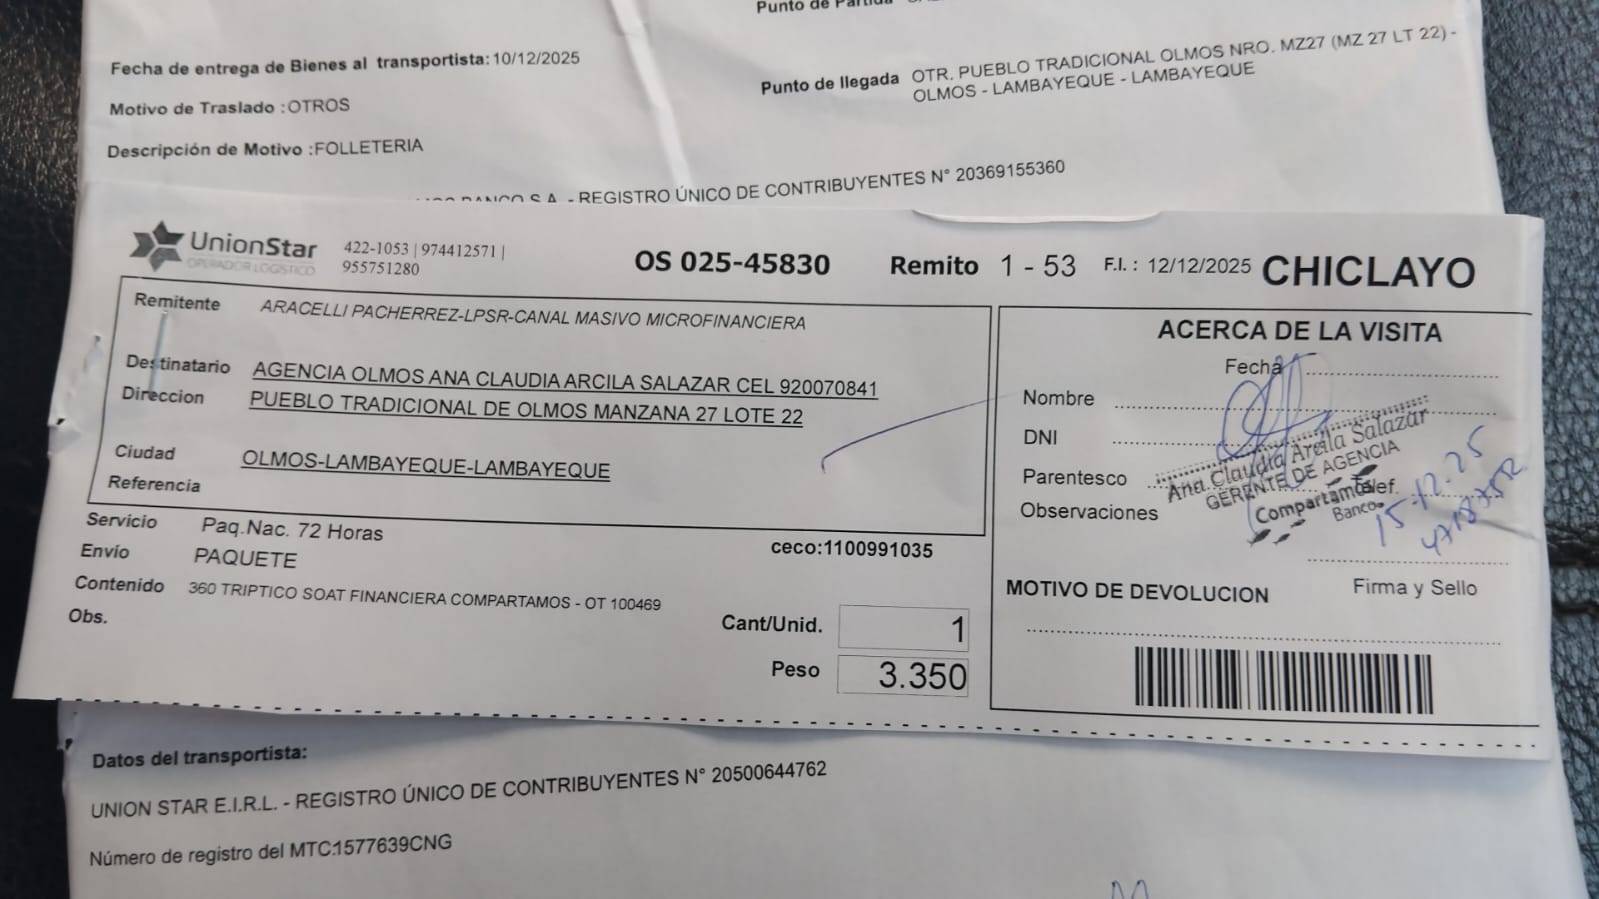 Punto de Partida
Fecha de entrega de Bienes al transportista: 10/12/2025
Punto de llegada OTR. PUEBLO TRADICIONAL OLMOS NRO. MZ27 (MZ 27 LT 22) -
OLMOS - LAMBAYEQUE - LAMBAYEQUE
Motivo de Traslado :OTROS
Descripción de Motivo :FOLLETERIA
BANCO S.A. - REGISTRO ÚNICO DE CONTRIBUYENTES N° 20369155360
UnionStar
OPERADOR LOGÍSTICO
422-1053 | 974412571 |
955751280
OS 025-45830
Remito 1 - 53
F.I. : 12/12/2025
CHICLAYO
Remitente ARACELLI PACHERREZ-LPSR-CANAL MASIVO MICROFINANCIERA
Destinatario AGENCIA OLMOS ANA CLAUDIA ARCILA SALAZAR CEL 920070841
Direccion PUEBLO TRADICIONAL DE OLMOS MANZANA 27 LOTE 22
Ciudad OLMOS-LAMBAYEQUE-LAMBAYEQUE
Referencia
Servicio Paq.Nac. 72 Horas
Envío PAQUETE
ceco:1100991035
Contenido 360 TRIPTICO SOAT FINANCIERA COMPARTAMOS - OT 100469
Obs.
Cant/Unid. 1
Peso 3.350
ACERCA DE LA VISITA
Fecha
Nombre
DNI
Parentesco
Telef.
Observaciones
Ana Claudia Arcila Salazar
GERENTE DE AGENCIA
Compartamos
Banco
15-12-25
Firma y Sello
MOTIVO DE DEVOLUCION
Datos del transportista:
UNION STAR E.I.R.L. - REGISTRO ÚNICO DE CONTRIBUYENTES N° 20500644762
Número de registro del MTC:1577639CNG